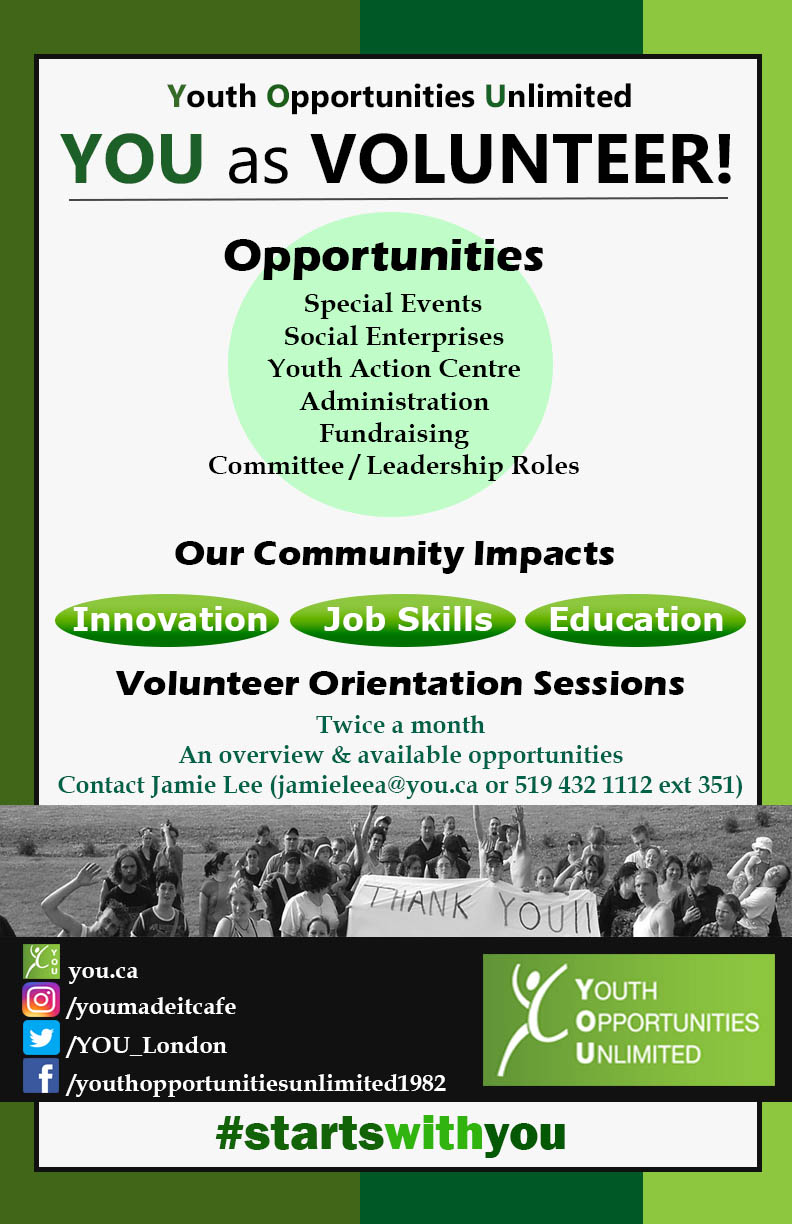 Youth Opportunities Unlimited
YOU as VOLUNTEER!
Opportunities
Special Events
Social Enterprises
Youth Action Centre
Administration
Fundraising
Committee / Leadership Roles
Our Community Impacts
Innovation Job Skills Education
Volunteer Orientation Sessions
Twice a month
An overview & available opportunities
Contact Jamie Lee (jamieleea@you.ca or 519 432 1112 ext 351)
THANK YOU!!
YOU
you.ca
/youmadeitcafe
/YOU_London
/youthopportunitiesunlimited1982
YOUTH
OPPORTUNITIES
UNLIMITED
#startswithyou